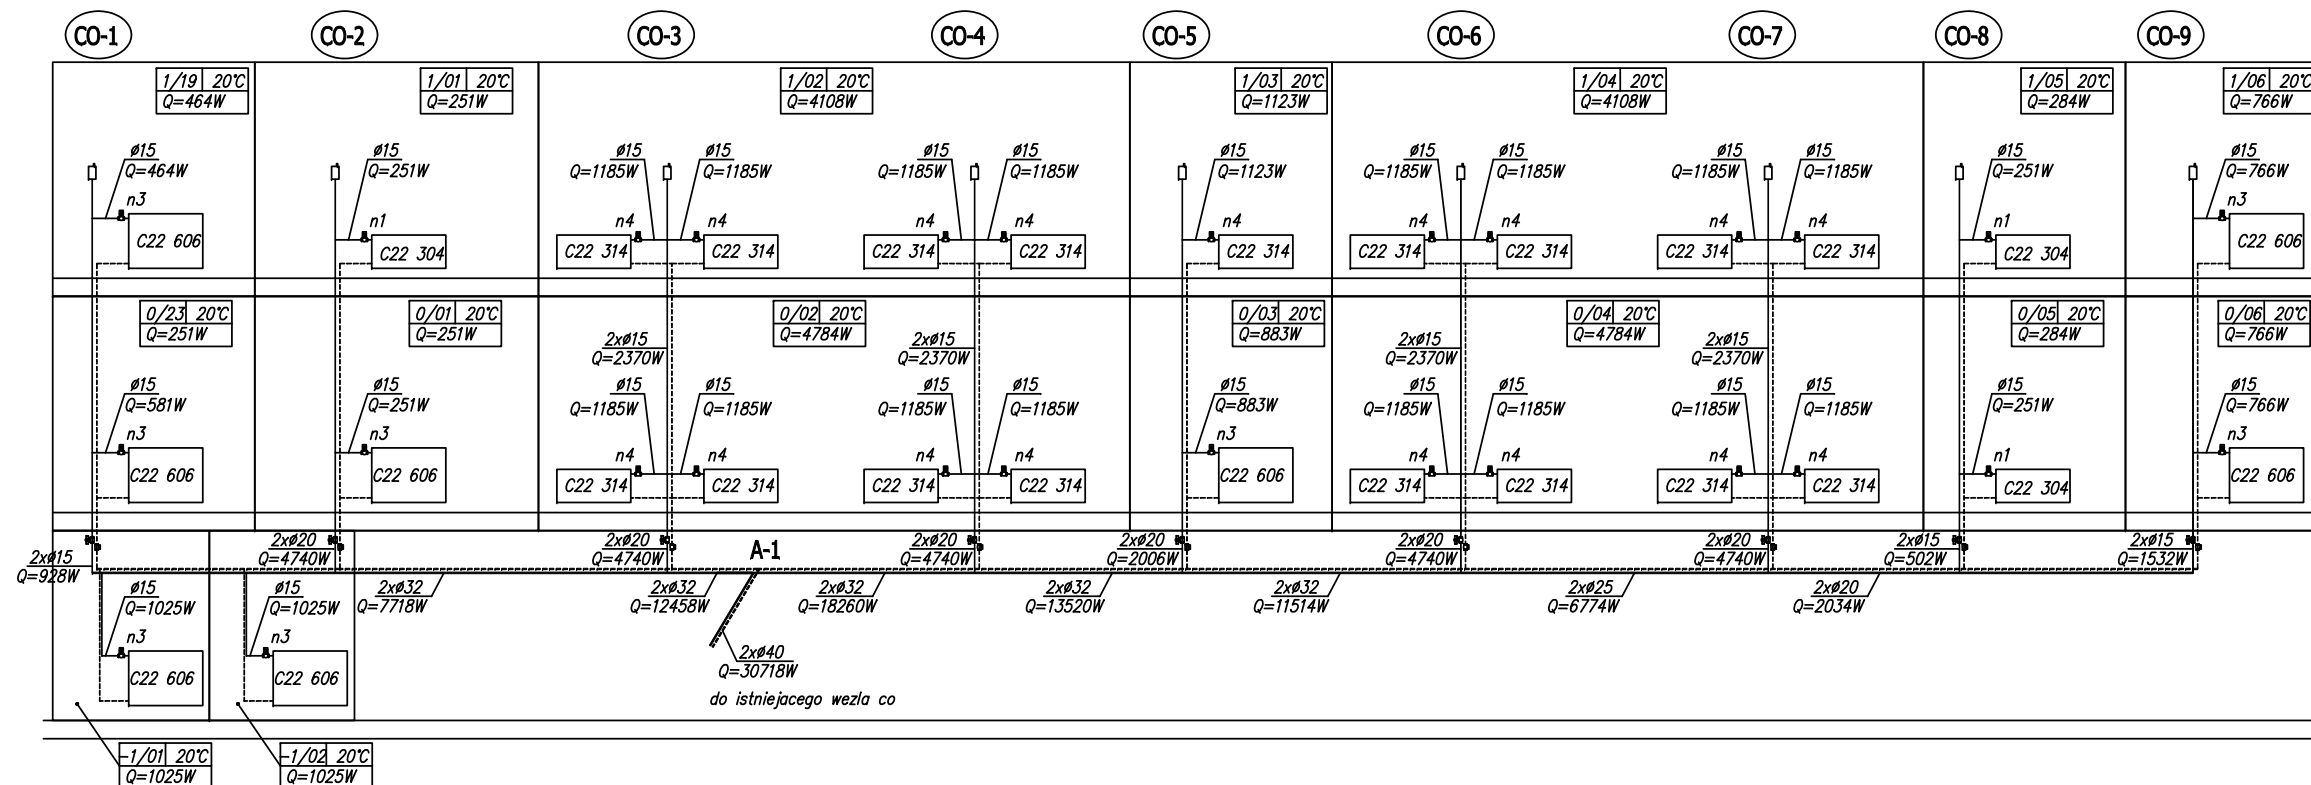 CO-1 CO-2 CO-3 CO-4 CO-5 CO-6 CO-7 CO-8 CO-9
1/19 20°C 1/01 20°C 1/02 20°C 1/03 20°C 1/04 20°C 1/05 20°C 1/06 20°C
Q=464W Q=251W Q=4108W Q=1123W Q=4108W Q=284W Q=766W
ø15 ø15 ø15 ø15 ø15 ø15 ø15 ø15 ø15 ø15 ø15 ø15 ø15
Q=464W Q=251W Q=1185W Q=1185W Q=1185W Q=1185W Q=1123W Q=1185W Q=1185W Q=1185W Q=1185W Q=251W Q=766W
n3 n1 n4 n4 n4 n4 n4 n4 n4 n4 n4 n1 n3
C22 606 C22 304 C22 314 C22 314 C22 314 C22 314 C22 314 C22 314 C22 314 C22 314 C22 314 C22 304 C22 606
0/23 20°C 0/01 20°C 0/02 20°C 0/03 20°C 0/04 20°C 0/05 20°C 0/06 20°C
Q=251W Q=251W Q=4784W Q=883W Q=4784W Q=284W Q=766W
2xø15 2xø15 2xø15 2xø15
Q=2370W Q=2370W Q=2370W Q=2370W
ø15 ø15 ø15 ø15 ø15 ø15 ø15 ø15 ø15 ø15 ø15 ø15 ø15
Q=581W Q=251W Q=1185W Q=1185W Q=1185W Q=1185W Q=883W Q=1185W Q=1185W Q=1185W Q=1185W Q=251W Q=766W
n3 n3 n4 n4 n4 n4 n3 n4 n4 n4 n4 n1 n3
C22 606 C22 606 C22 314 C22 314 C22 314 C22 314 C22 606 C22 314 C22 314 C22 314 C22 314 C22 304 C22 606
2xø15 2xø20 2xø20 A-1 2xø20 2xø20 2xø20 2xø20 2xø15 2xø15
Q=928W Q=4740W Q=4740W Q=4740W Q=2006W Q=4740W Q=4740W Q=502W Q=1532W
ø15 ø15 2xø32 2xø32 2xø32 2xø32 2xø32 2xø25 2xø20
Q=1025W Q=1025W Q=7718W Q=12458W Q=18260W Q=13520W Q=11514W Q=6774W Q=2034W
n3 n3
C22 606 C22 606
2xø40
Q=30718W
do istniejacego wezla co
-1/01 20°C -1/02 20°C
Q=1025W Q=1025W